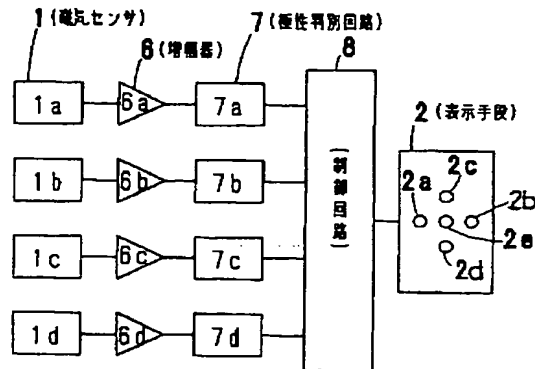 1(磁気センサ)
6(増幅器)
7(極性判別回路)
8
2(表示手段)
1a
6a
7a
1b
6b
7b
1c
6c
7c
1d
6d
7d
(制御回路)
2c
2a
2b
2e
2d